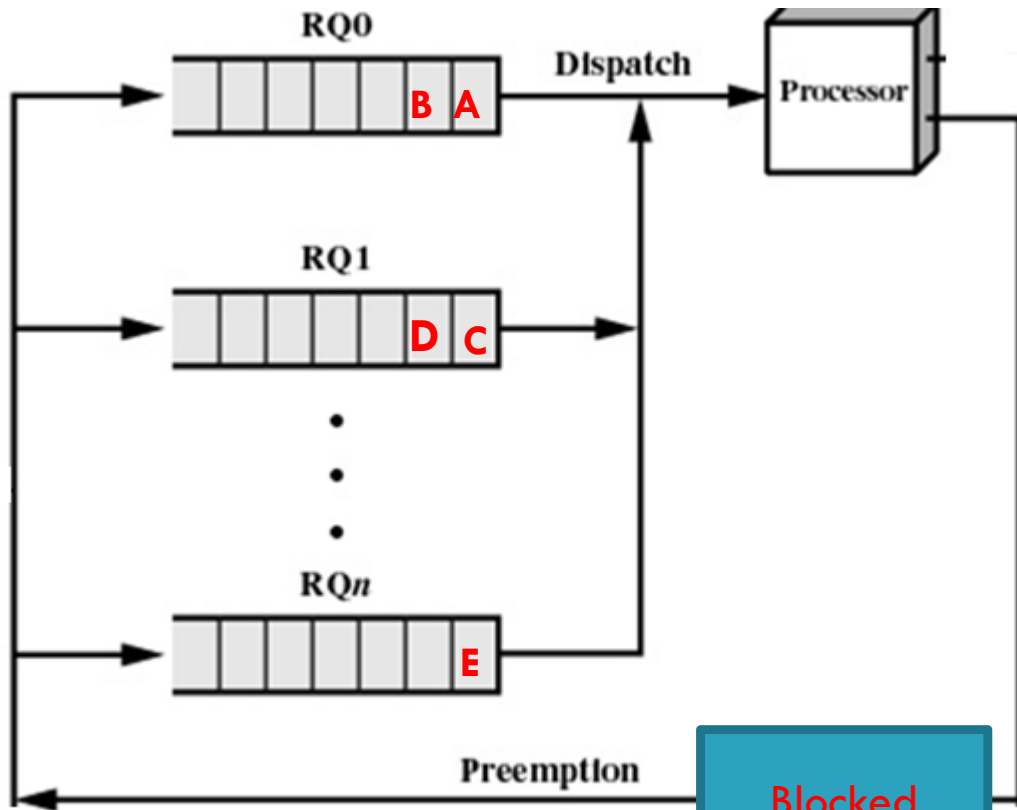 RQ0
B A
Dispatch
Processor
RQ1
D C
RQn
E
Preemption
Blocked